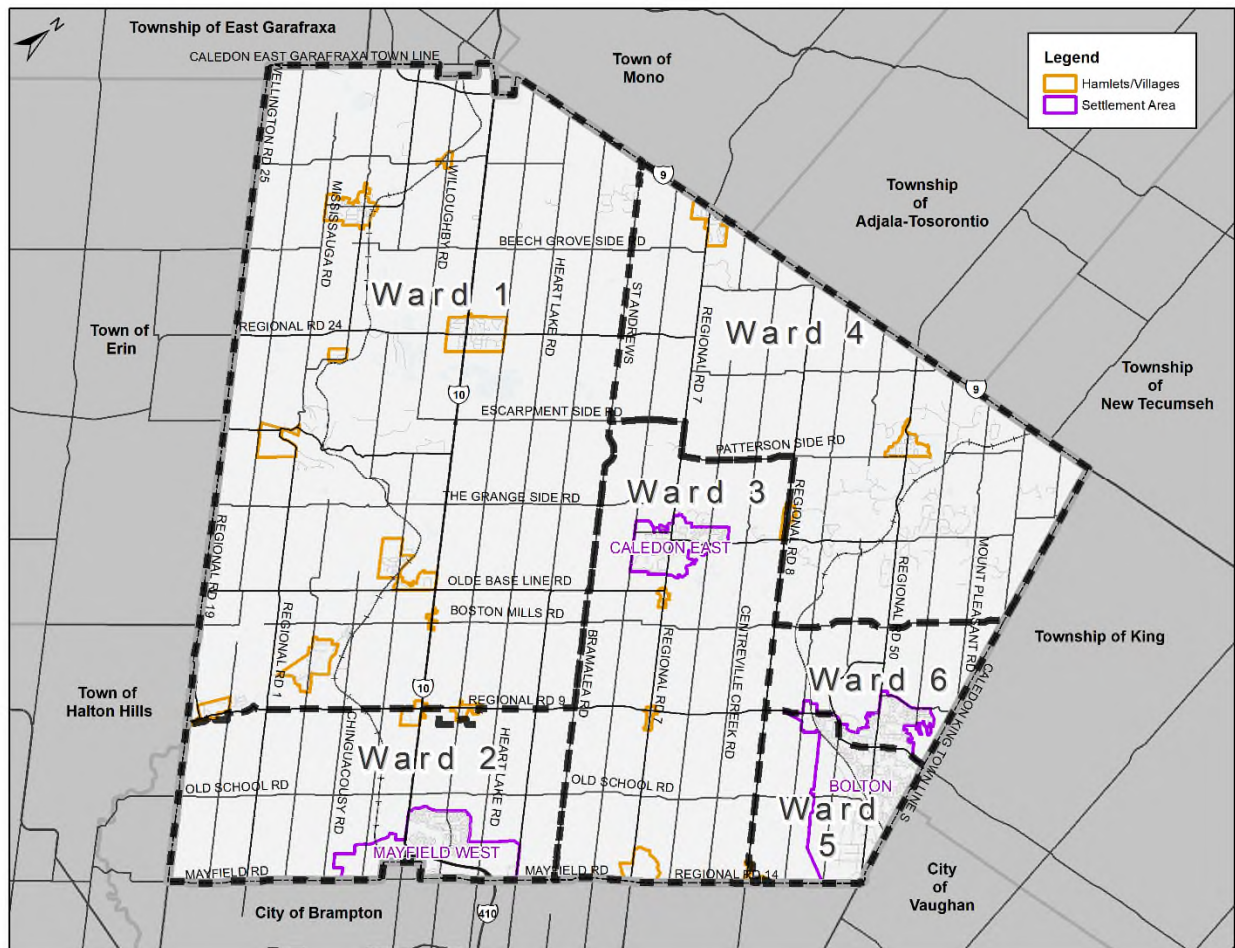 N
Township of East Garafraxa
CALEDON EAST GARAFRAXA TOWN LINE
Town of
Mono
Legend
Hamlets/Villages
Settlement Area
WELLINGTON RD 25
MISSISSAUGA RD
WILLOUGHBY RD
9
Township
of
Adjala-Tosorontio
BEECH GROVE SIDE RD
HEART LAKE RD
ST ANDREWS
REGIONAL RD 7
Ward 1
Ward 4
Town of
Erin
REGIONAL RD 24
10
9
Township
of
New Tecumseh
ESCARPMENT SIDE RD
PATTERSON SIDE RD
THE GRANGE SIDE RD
Ward 3
REGIONAL RD 8
CALEDON EAST
REGIONAL RD 19
OLDE BASE LINE RD
BOSTON MILLS RD
REGIONAL RD 1
BRAMALEA RD
REGIONAL RD 7
CENTREVILLE CREEK RD
REGIONAL RD 50
MOUNT PLEASANT RD
Township of King
CALEDON KING TOWN LINE S
Town of
Halton Hills
10
REGIONAL RD 9
Ward 6
CHINGUACOUSY RD
Ward 2
HEART LAKE RD
OLD SCHOOL RD
OLD SCHOOL RD
BOLTON
Ward
5
MAYFIELD WEST
MAYFIELD RD
MAYFIELD RD
REGIONAL RD 14
City of Brampton
410
City
of
Vaughan